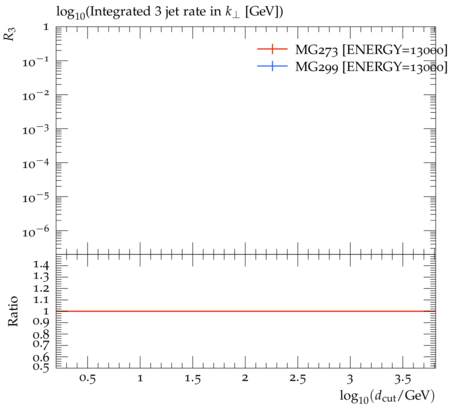 log₁₀(Integrated 3 jet rate in k⊥ [GeV])
R₃
1
10⁻¹
10⁻²
10⁻³
10⁻⁴
10⁻⁵
10⁻⁶
MG273 [ENERGY=13000]
MG299 [ENERGY=13000]
Ratio
1.4
1.3
1.2
1.1
1
0.9
0.8
0.7
0.6
0.5
0.5 1 1.5 2 2.5 3 3.5
log₁₀(d_cut/GeV)